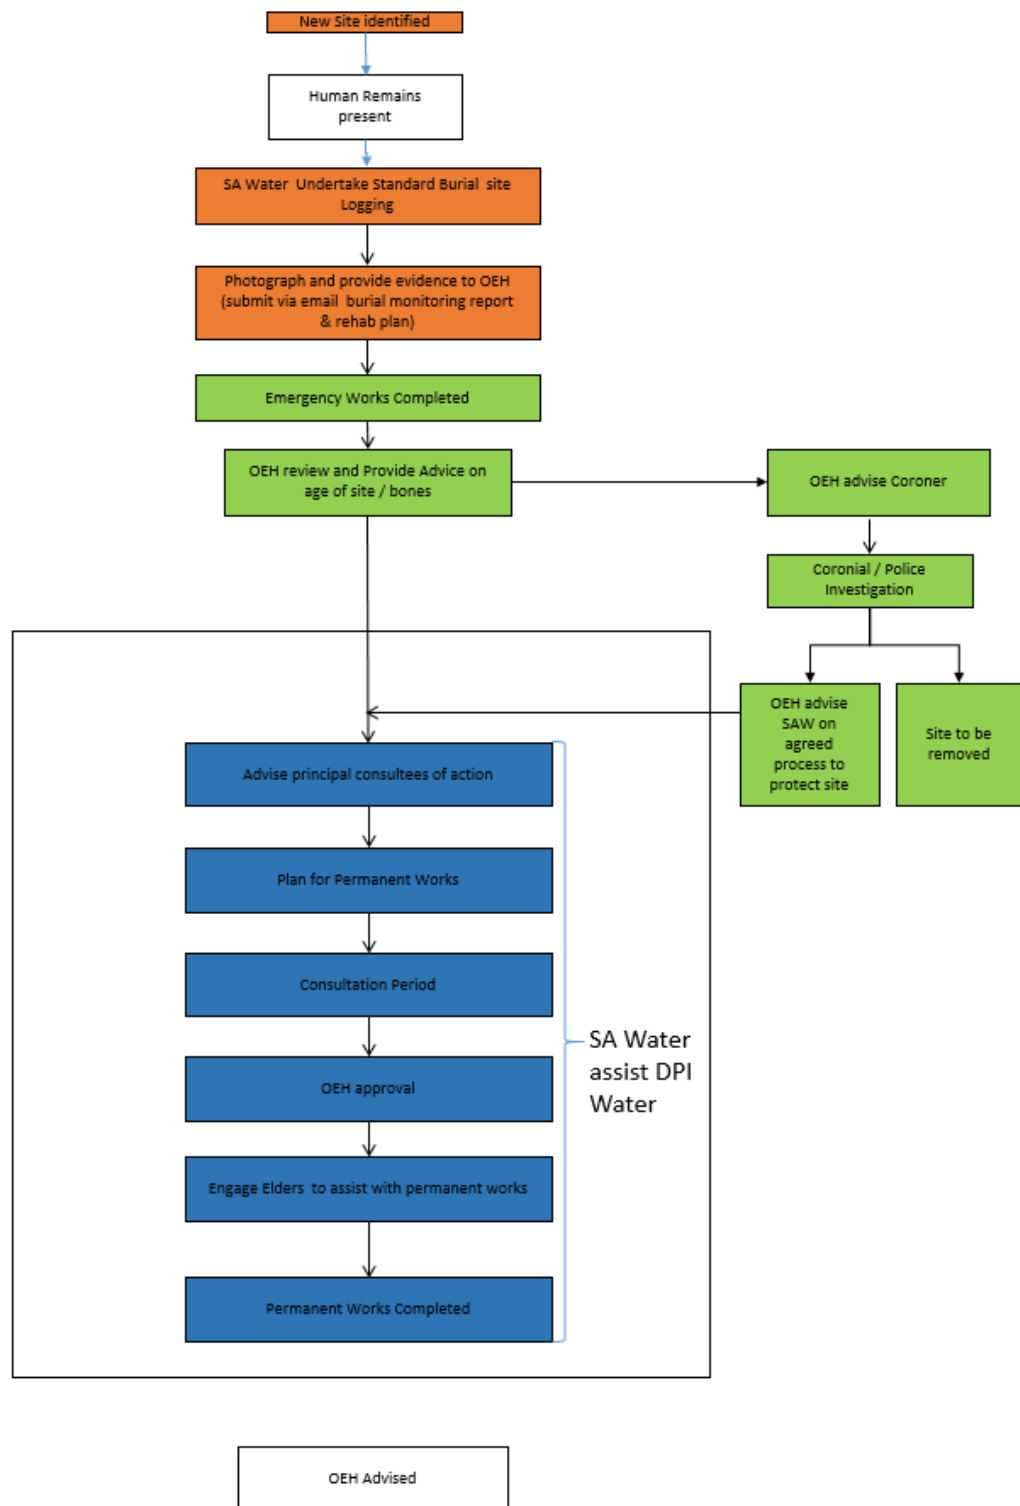 New Site identified
Human Remains
present
SA Water  Undertake Standard Burial  site
Logging
Photograph and provide evidence to OEH
(submit via email  burial monitoring report
& rehab plan)
Emergency Works Completed
OEH review and Provide Advice on
age of site / bones
OEH advise Coroner
Coronial / Police
Investigation
OEH advise
SAW on
agreed
process to
protect site
Site to be
removed
Advise principal consultees of action
Plan for Permanent Works
Consultation Period
OEH approval
Engage Elders  to assist with permanent works
Permanent Works Completed
SA Water
assist DPI
Water
OEH Advised